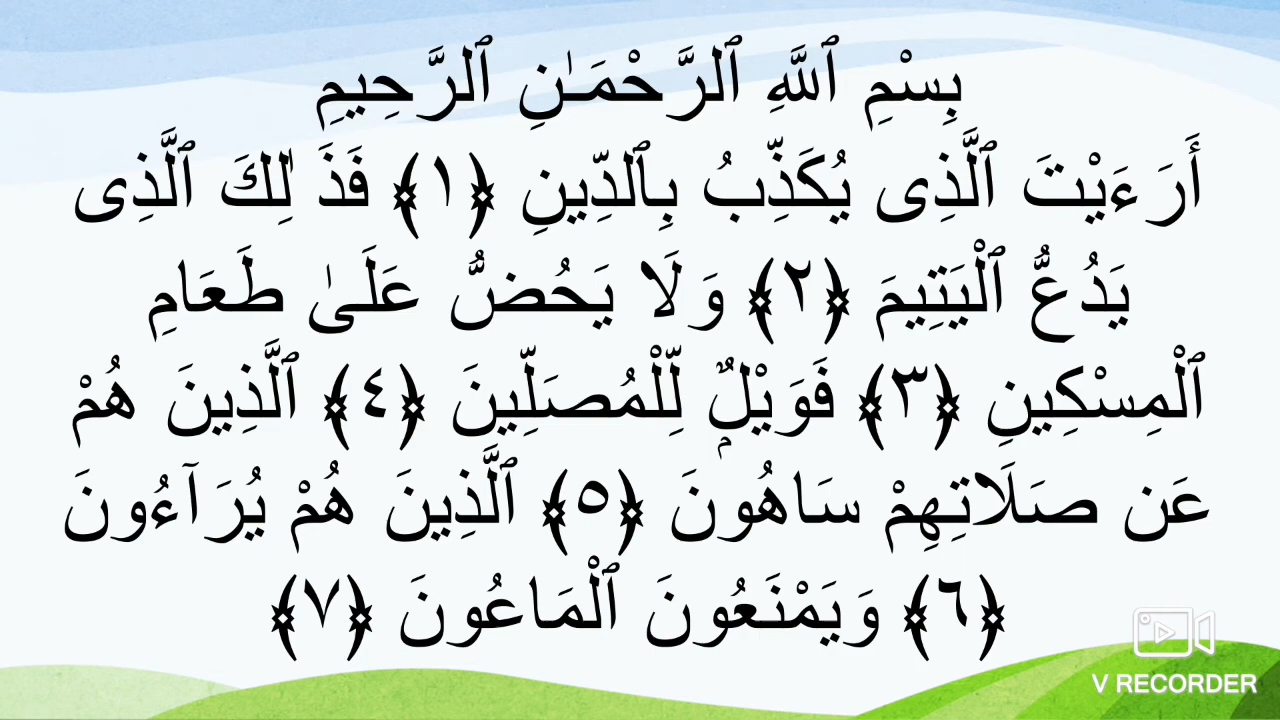 بِسْمِ ٱللَّهِ ٱلرَّحْمَـٰنِ ٱلرَّحِيمِ
أَرَءَيْتَ ٱلَّذِى يُكَذِّبُ بِٱلدِّينِ ﴿١﴾ فَذَ ٰلِكَ ٱلَّذِى
يَدُعُّ ٱلْيَتِيمَ ﴿٢﴾ وَلَا يَحُضُّ عَلَىٰ طَعَامِ
ٱلْمِسْكِينِ ﴿٣﴾ فَوَيْلٌۭ لِّلْمُصَلِّينَ ﴿٤﴾ ٱلَّذِينَ هُمْ
عَن صَلَاتِهِمْ سَاهُونَ ﴿٥﴾ ٱلَّذِينَ هُمْ يُرَآءُونَ
﴿٦﴾ وَيَمْنَعُونَ ٱلْمَاعُونَ ﴿٧﴾
V RECORDER